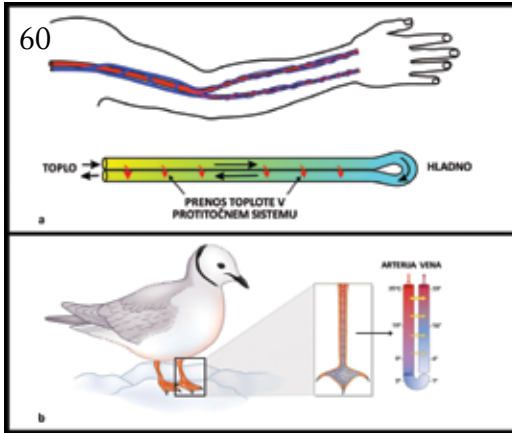 60
TOPLO
HLADNO
PRENOS TOPLOTE V
PROTITOČNEM SISTEMU
a
ARTERIJA VENA
b